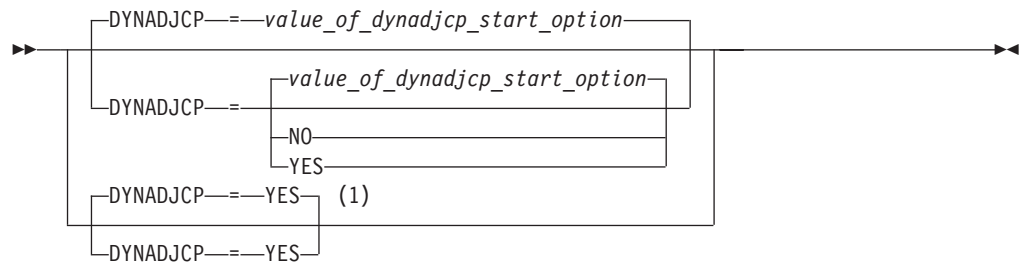 DYNADJCP = value_of_dynadjcp_start_option
value_of_dynadjcp_start_option
DYNADJCP =
NO
YES
DYNADJCP = YES (1)
DYNADJCP = YES